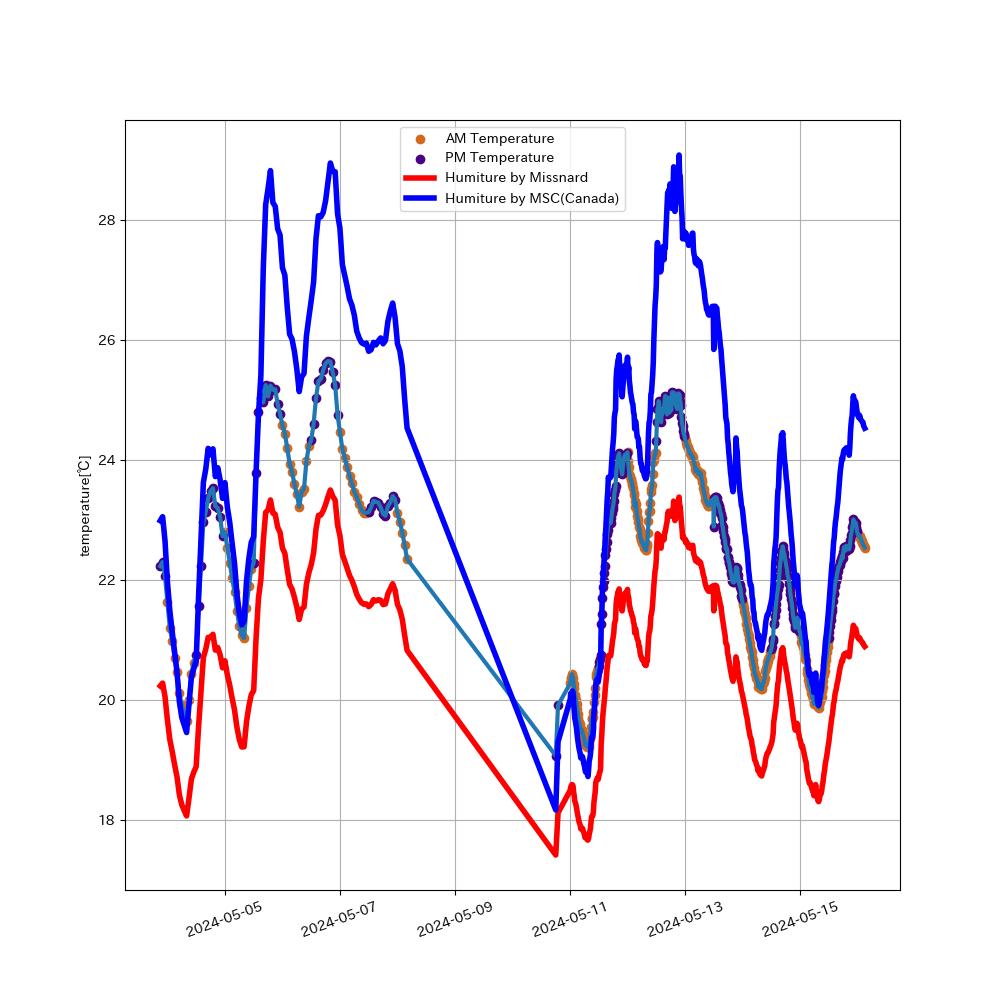 AM Temperature
PM Temperature
Humiture by Missnard
Humiture by MSC(Canada)
28
26
24
22
20
18
temperature[℃]
2024-05-05
2024-05-07
2024-05-09
2024-05-11
2024-05-13
2024-05-15